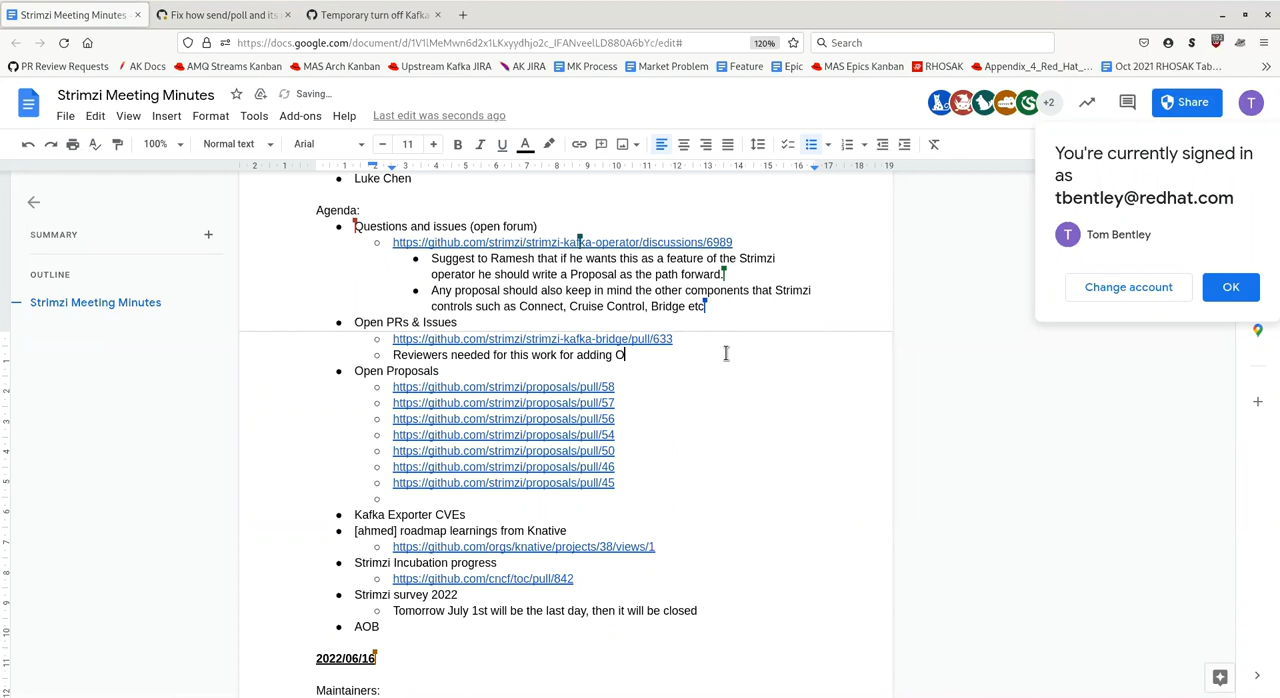 Strimzi Meeting Minutes
Fix how send/poll and its
Temporary turn off Kafka
https://docs.google.com/document/d/1V1lMeMwn6d2x1LKxyydhjo2c_IFANveelLD880A6bYc/edit#
120%
Search
PR Review Requests
AK Docs
AMQ Streams Kanban
MAS Arch Kanban
Upstream Kafka JIRA
AK JIRA
MK Process
Market Problem
Feature
Epic
MAS Epics Kanban
RHOSAK
Appendix_4_Red_Hat_...
Oct 2021 RHOSAK Tab...
Strimzi Meeting Minutes
Saving...
File Edit View Insert Format Tools Add-ons Help Last edit was seconds ago
+2
Share
T
100% Normal text Arial 11
You're currently signed in as
tbentley@redhat.com
T Tom Bentley
Change account
OK
SUMMARY
OUTLINE
Strimzi Meeting Minutes
Luke Chen
Agenda:
Questions and issues (open forum)
https://github.com/strimzi/strimzi-kafka-operator/discussions/6989
Suggest to Ramesh that if he wants this as a feature of the Strimzi
operator he should write a Proposal as the path forward.
Any proposal should also keep in mind the other components that Strimzi
controls such as Connect, Cruise Control, Bridge etc
Open PRs & Issues
https://github.com/strimzi/strimzi-kafka-bridge/pull/633
Reviewers needed for this work for adding O
Open Proposals
https://github.com/strimzi/proposals/pull/58
https://github.com/strimzi/proposals/pull/57
https://github.com/strimzi/proposals/pull/56
https://github.com/strimzi/proposals/pull/54
https://github.com/strimzi/proposals/pull/50
https://github.com/strimzi/proposals/pull/46
https://github.com/strimzi/proposals/pull/45
Kafka Exporter CVEs
[ahmed] roadmap learnings from Knative
https://github.com/orgs/knative/projects/38/views/1
Strimzi Incubation progress
https://github.com/cncf/toc/pull/842
Strimzi survey 2022
Tomorrow July 1st will be the last day, then it will be closed
AOB
2022/06/16
Maintainers: